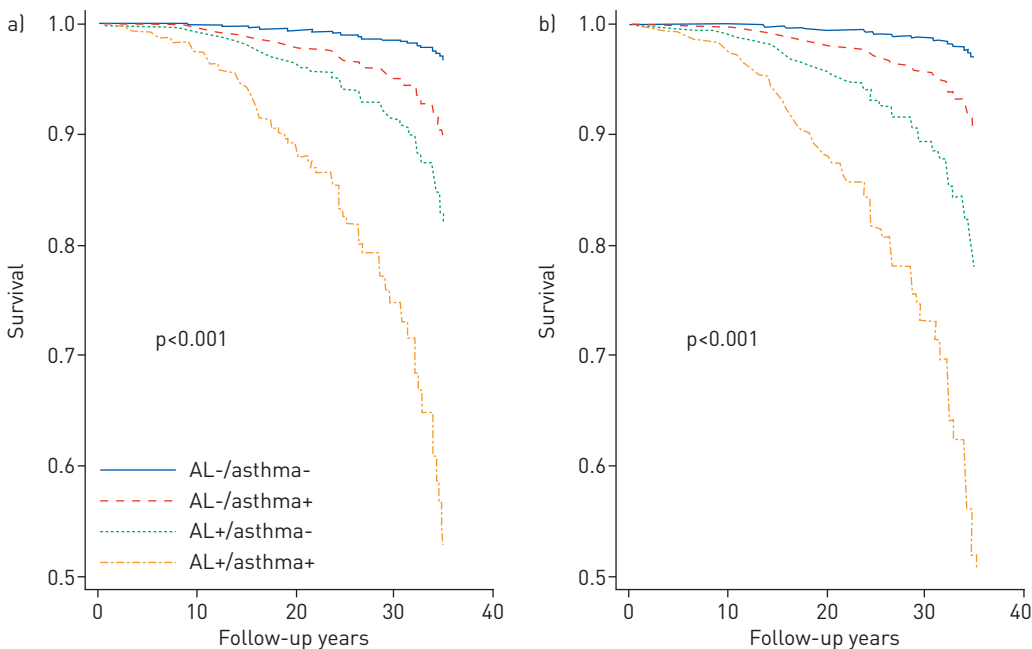 a)
1.0
0.9
0.8
0.7
0.6
0.5
Survival
p<0.001
AL-/asthma-
AL-/asthma+
AL+/asthma-
AL+/asthma+
0 10 20 30 40
Follow-up years
b)
1.0
0.9
0.8
0.7
0.6
0.5
Survival
p<0.001
0 10 20 30 40
Follow-up years